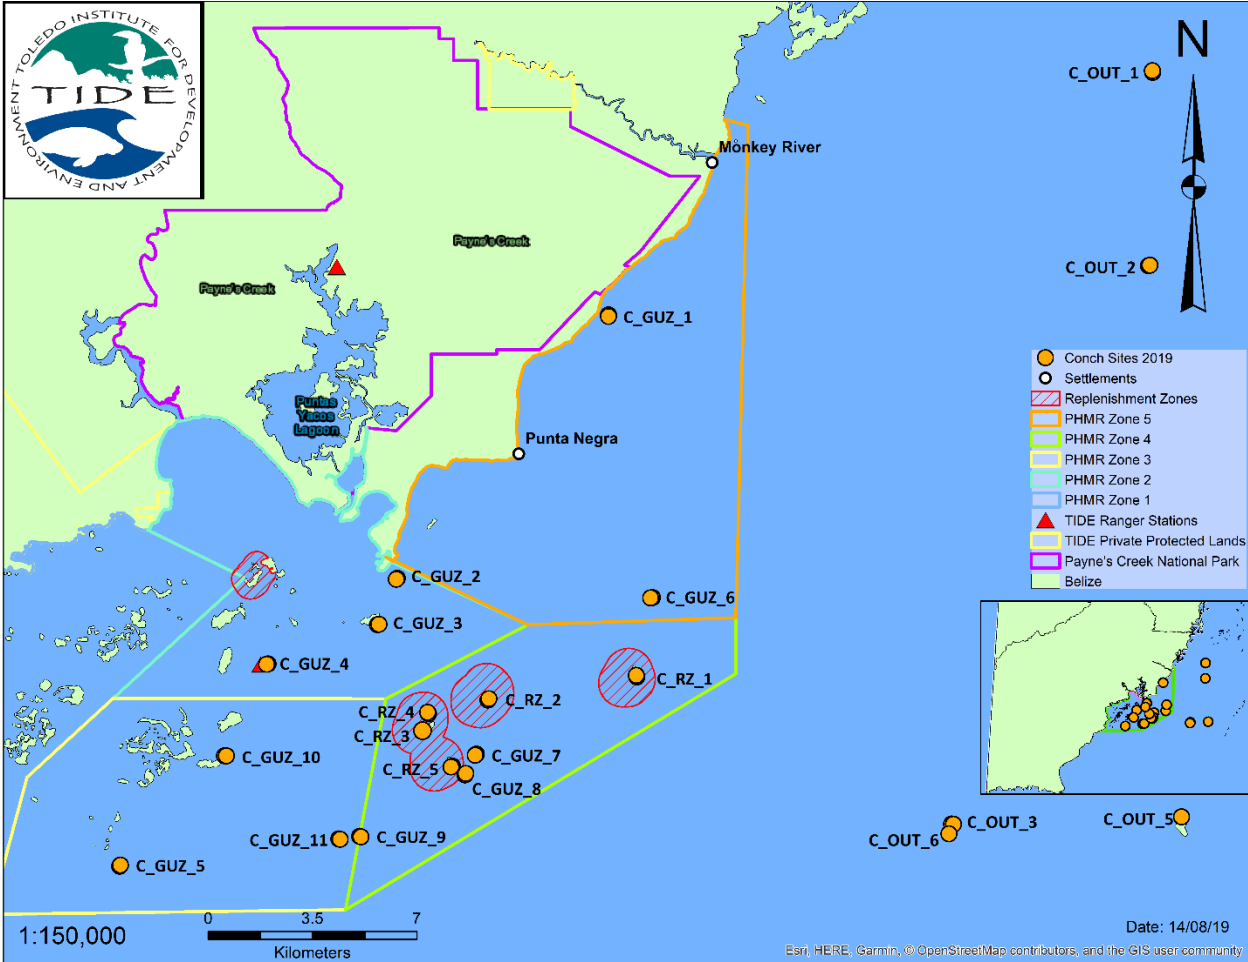 TOLEDO INSTITUTE FOR DEVELOPMENT AND ENVIRONMENT
TIDE
N
C_OUT_1
Monkey River
Payne's Creek
C_OUT_2
Payne's Creek
C_GUZ_1
Conch Sites 2019
Settlements
Replenishment Zones
PHMR Zone 5
PHMR Zone 4
PHMR Zone 3
PHMR Zone 2
PHMR Zone 1
TIDE Ranger Stations
TIDE Private Protected Lands
Payne's Creek National Park
Belize
Puntas
Yacos
Lagoon
Punta Negra
C_GUZ_2
C_GUZ_6
C_GUZ_3
C_GUZ_4
C_RZ_1
C_RZ_2
C_RZ_4
C_RZ_3
C_GUZ_7
C_GUZ_10
C_RZ_5
C_GUZ_8
C_OUT_3
C_OUT_5
C_OUT_6
C_GUZ_11
C_GUZ_9
C_GUZ_5
0 3.5 7
Kilometers
1:150,000
Date: 14/08/19
Esri, HERE, Garmin, © OpenStreetMap contributors, and the GIS user community